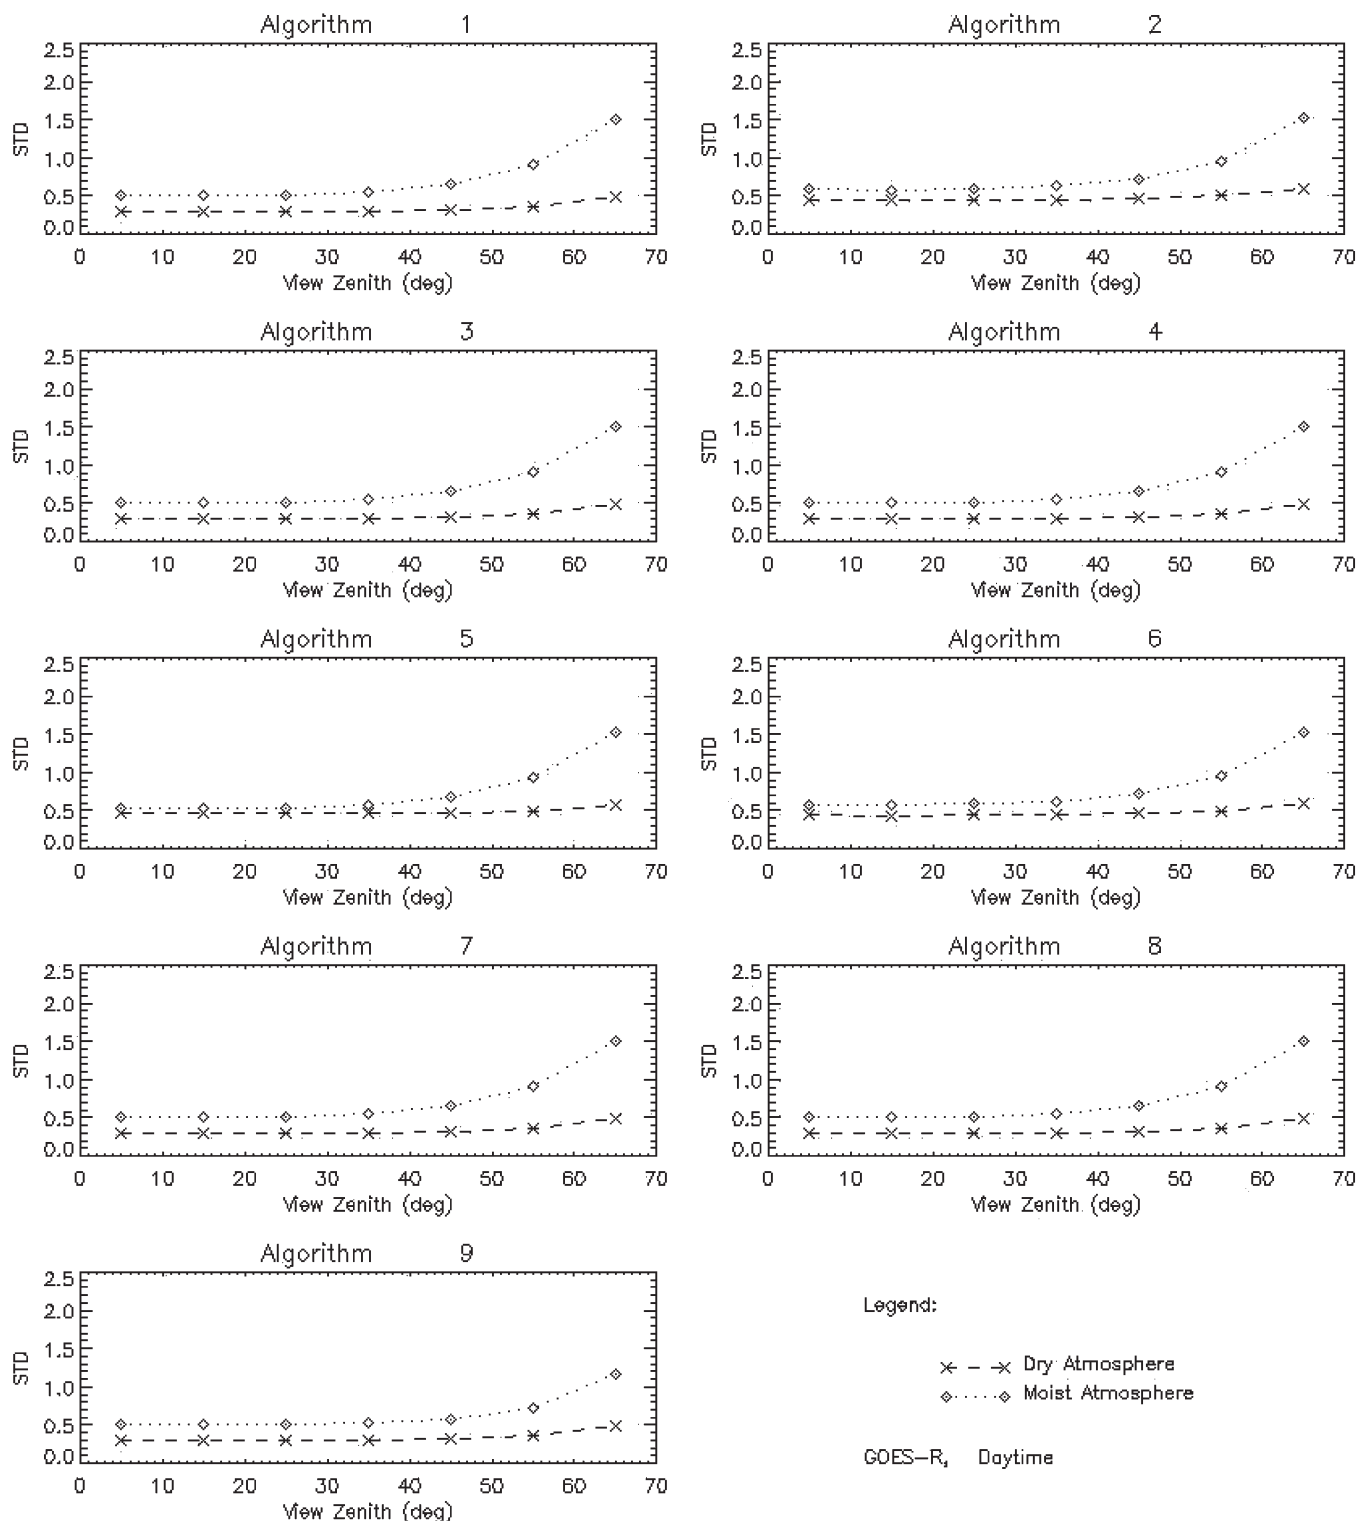 Algorithm 1
2.5
2.0
1.5
1.0
0.5
0.0
STD
0 10 20 30 40 50 60 70
View Zenith (deg)
Algorithm 2
2.5
2.0
1.5
1.0
0.5
0.0
STD
0 10 20 30 40 50 60 70
View Zenith (deg)
Algorithm 3
2.5
2.0
1.5
1.0
0.5
0.0
STD
0 10 20 30 40 50 60 70
View Zenith (deg)
Algorithm 4
2.5
2.0
1.5
1.0
0.5
0.0
STD
0 10 20 30 40 50 60 70
View Zenith (deg)
Algorithm 5
2.5
2.0
1.5
1.0
0.5
0.0
STD
0 10 20 30 40 50 60 70
View Zenith (deg)
Algorithm 6
2.5
2.0
1.5
1.0
0.5
0.0
STD
0 10 20 30 40 50 60 70
View Zenith (deg)
Algorithm 7
2.5
2.0
1.5
1.0
0.5
0.0
STD
0 10 20 30 40 50 60 70
View Zenith (deg)
Algorithm 8
2.5
2.0
1.5
1.0
0.5
0.0
STD
0 10 20 30 40 50 60 70
View Zenith (deg)
Algorithm 9
2.5
2.0
1.5
1.0
0.5
0.0
STD
0 10 20 30 40 50 60 70
View Zenith (deg)
Legend:
Dry Atmosphere
Moist Atmosphere
GOES-R, Daytime